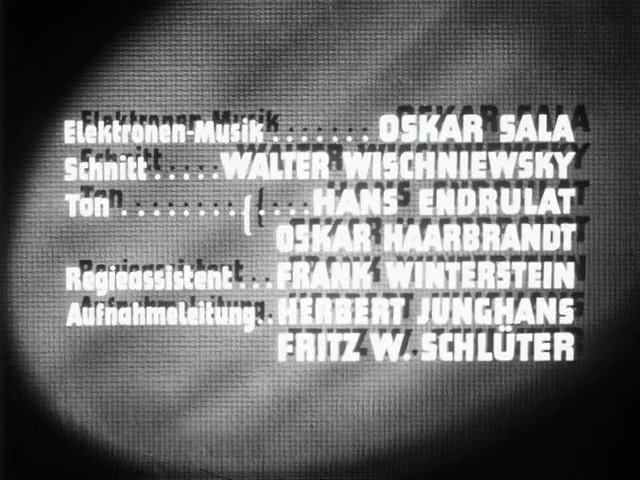 Elektronen-Musik ....... OSKAR SALA
Schnitt ..... WALTER WISCHNIEWSKY
Ton ........ { .... HANS ENDRULAT
OSKAR HAARBRANDT
Regieassistent ... FRANK WINTERSTEIN
Aufnahmeleitung .. HERBERT JUNGHANS
FRITZ W. SCHLÜTER